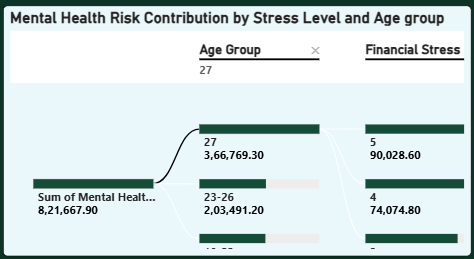 Mental Health Risk Contribution by Stress Level and Age group
Age Group ×
Financial Stress
27
27
3,66,769.30
5
90,028.60
Sum of Mental Healt...
8,21,667.90
23-26
2,03,491.20
4
74,074.80